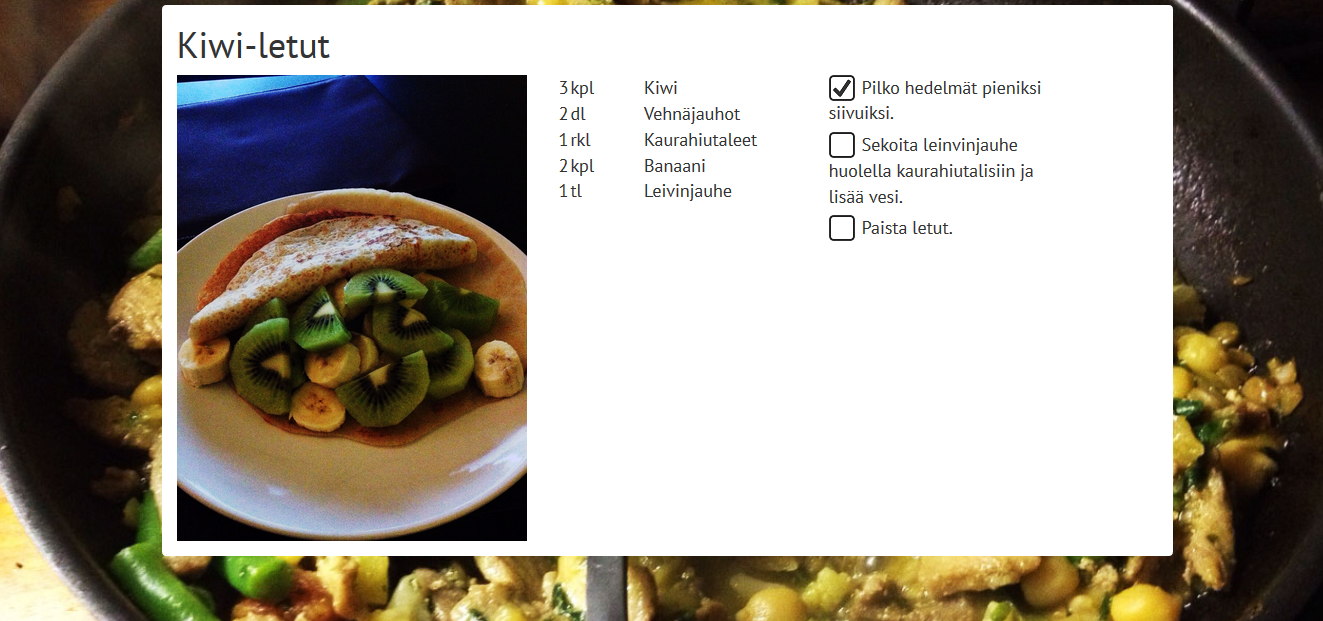 Kiwi-letut
3 kpl Kiwi
2 dl Vehnäjauhot
1 rkl Kaurahiutaleet
2 kpl Banaani
1 tl Leivinjauhe
Pilko hedelmät pieniksi
siivuiksi.
Sekoita leinvinjauhe
huolella kaurahiutalisiin ja
lisää vesi.
Paista letut.